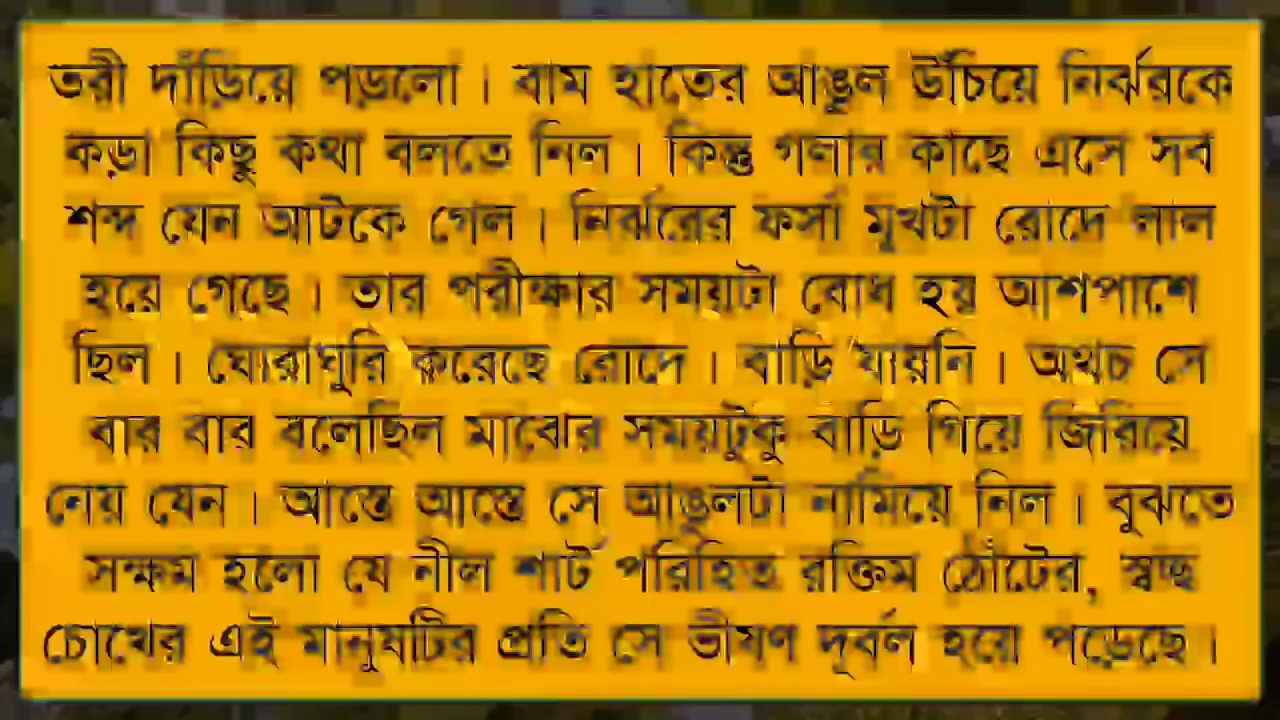 তরী দাঁড়িয়ে পড়লো। বাম হাতের আঙুল উঁচিয়ে নির্ঝরকে
কড়া কিছু কথা বলতে নিল। কিন্তু গলার কাছে এসে সব
শব্দ যেন আটকে গেল। নির্ঝরের ফর্সা মুখটা রোদে লাল
হয়ে গেছে। তার পরীক্ষার সময়টা বোধ হয় আশপাশে
ছিল। ঘোরাঘুরি করেছে রোদে। বাড়ি যায়নি। অথচ সে
বার বার বলেছিল মাঝের সময়টুকু বাড়ি গিয়ে জিরিয়ে
নেয় যেন। আস্তে আস্তে সে আঙুলটা নামিয়ে নিল। বুঝতে
সক্ষম হলো যে নীল শার্ট পরিহিত রক্তিম ঠোঁটের, স্বচ্ছ
চোখের এই মানুষটির প্রতি সে ভীষণ দূর্বল হয়ে পড়েছে।